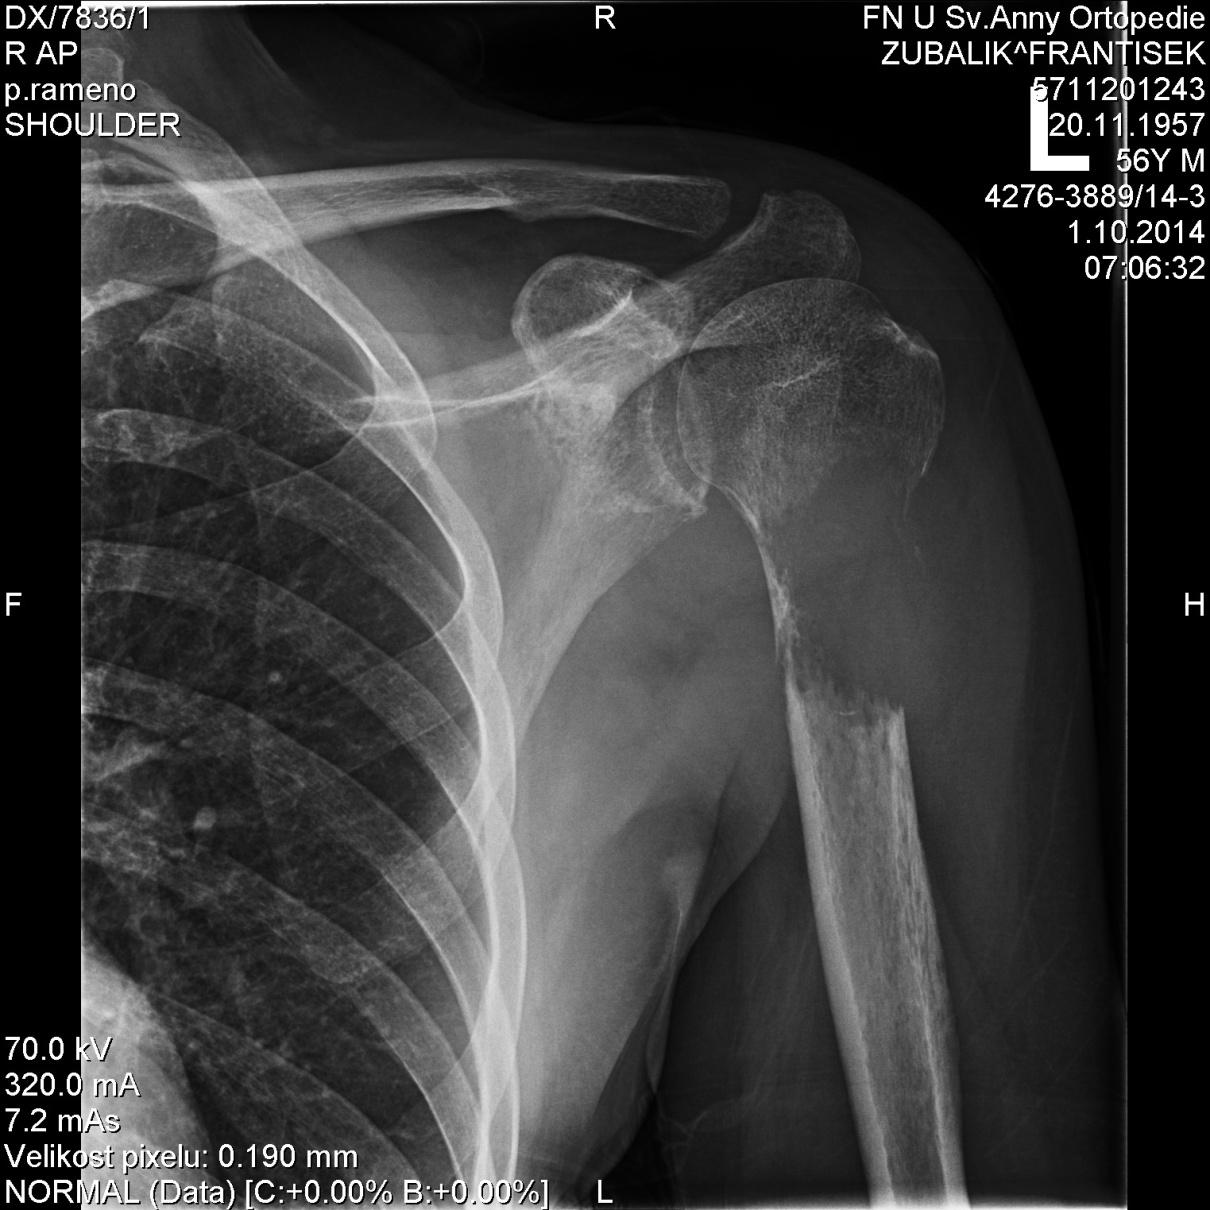 DX/7836/1
R AP
p.rameno
SHOULDER
R
FN U Sv.Anny Ortopedie
ZUBALIK^FRANTISEK
5711201243
20.11.1957
L
56Y M
4276-3889/14-3
1.10.2014
07:06:32
F
H
70.0 kV
320.0 mA
7.2 mAs
Velikost pixelu: 0.190 mm
NORMAL (Data) [C:+0.00% B:+0.00%]
L